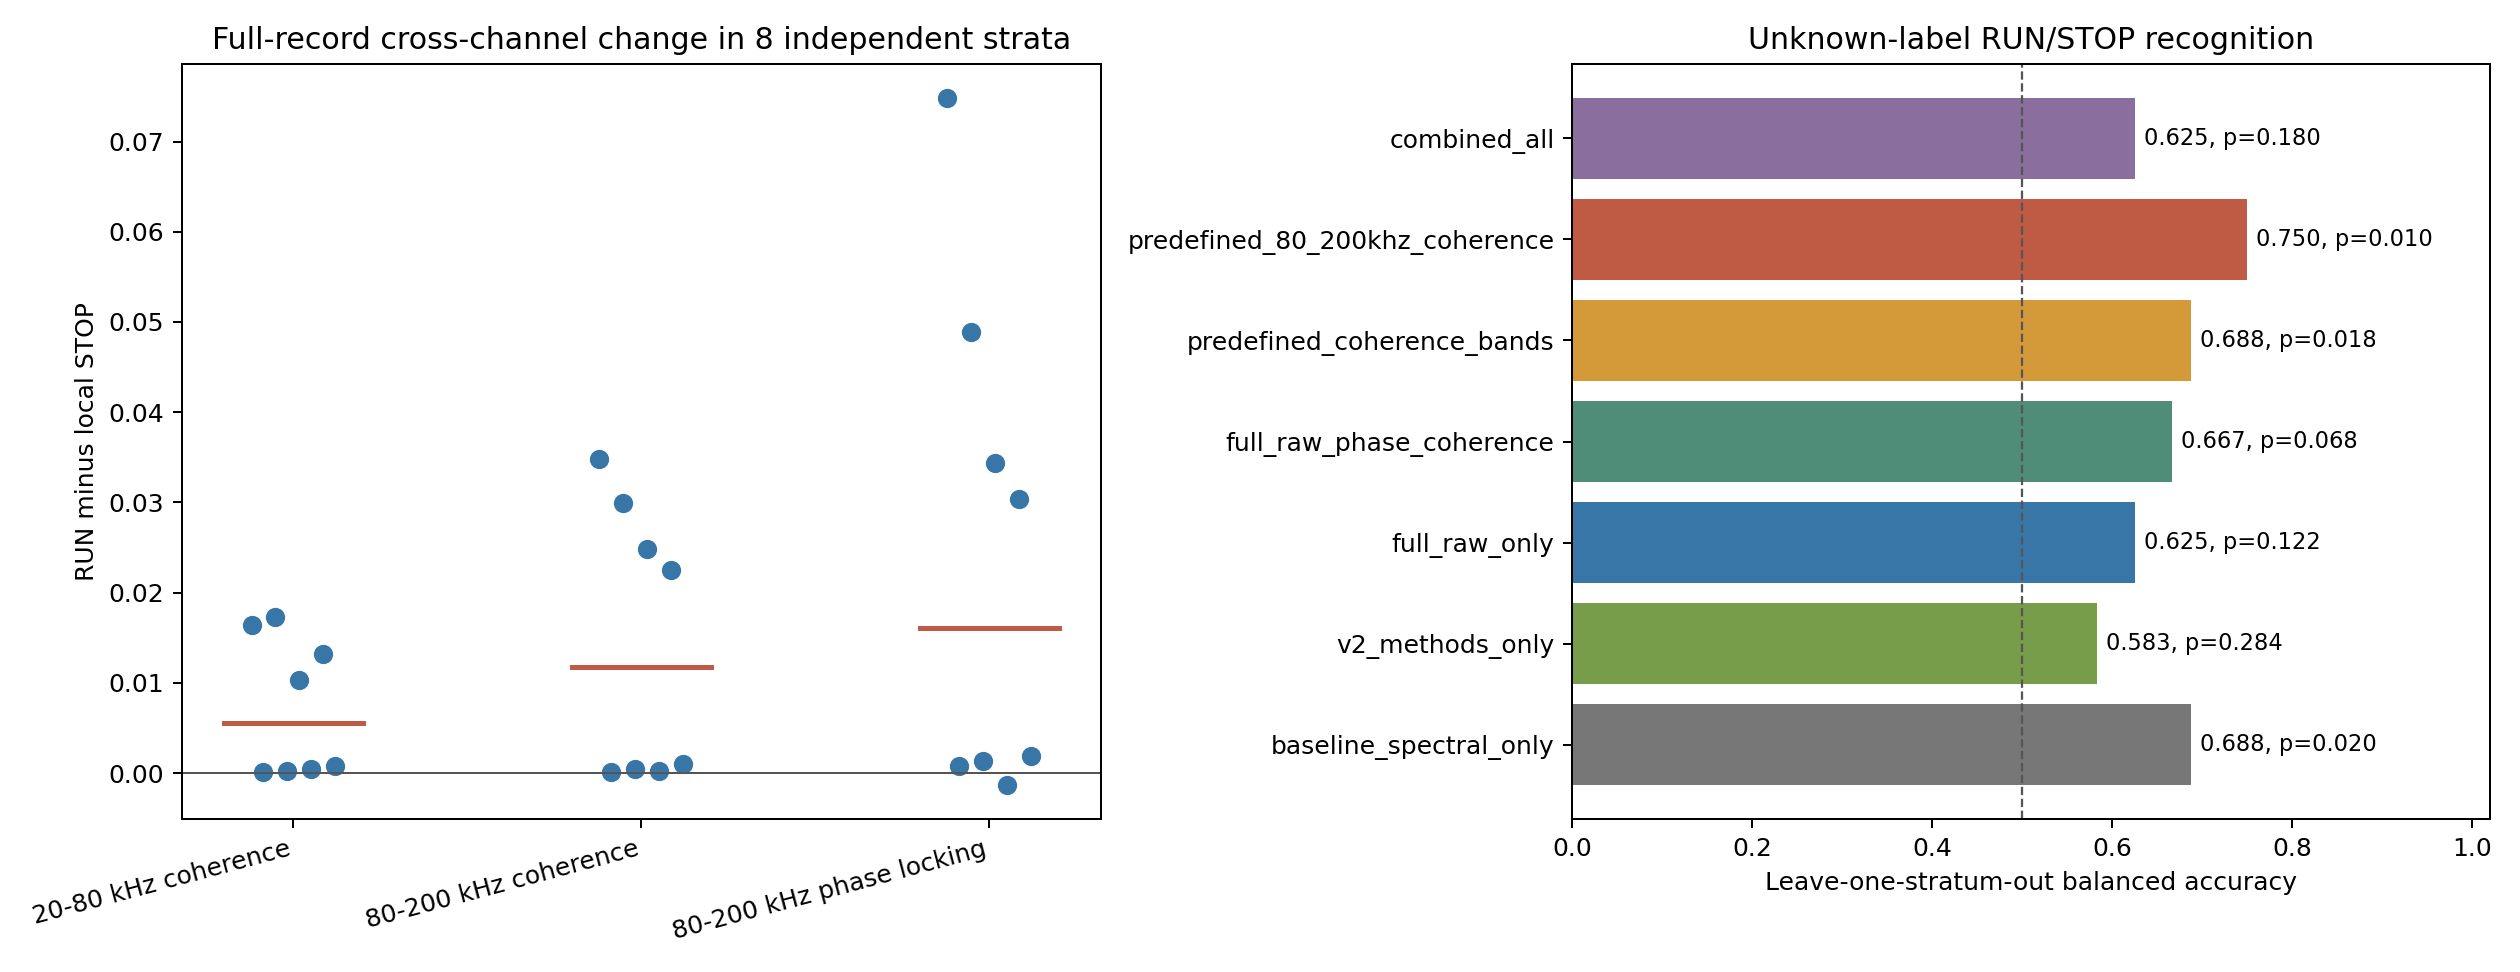 Full-record cross-channel change in 8 independent strata
RUN minus local STOP
0.07
0.06
0.05
0.04
0.03
0.02
0.01
0.00
20-80 kHz coherence
80-200 kHz coherence
80-200 kHz phase locking
Unknown-label RUN/STOP recognition
combined_all
0.625, p=0.180
predefined_80_200khz_coherence
0.750, p=0.010
predefined_coherence_bands
0.688, p=0.018
full_raw_phase_coherence
0.667, p=0.068
full_raw_only
0.625, p=0.122
v2_methods_only
0.583, p=0.284
baseline_spectral_only
0.688, p=0.020
0.0
0.2
0.4
0.6
0.8
1.0
Leave-one-stratum-out balanced accuracy